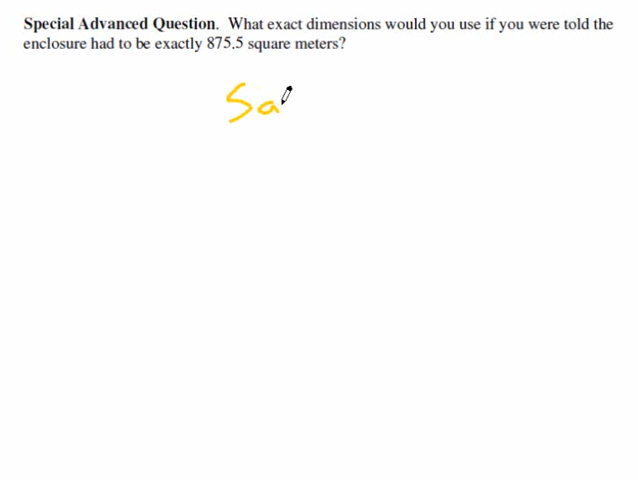 Special Advanced Question. What exact dimensions would you use if you were told the
enclosure had to be exactly 875.5 square meters?
Sa